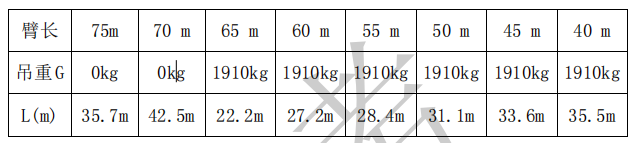 臂长 75m 70 m 65 m 60 m 55 m 50 m 45 m 40 m
吊重G 0kg 0kg 1910kg 1910kg 1910kg 1910kg 1910kg 1910kg
L(m) 35.7m 42.5m 22.2m 27.2m 28.4m 31.1m 33.6m 35.5m